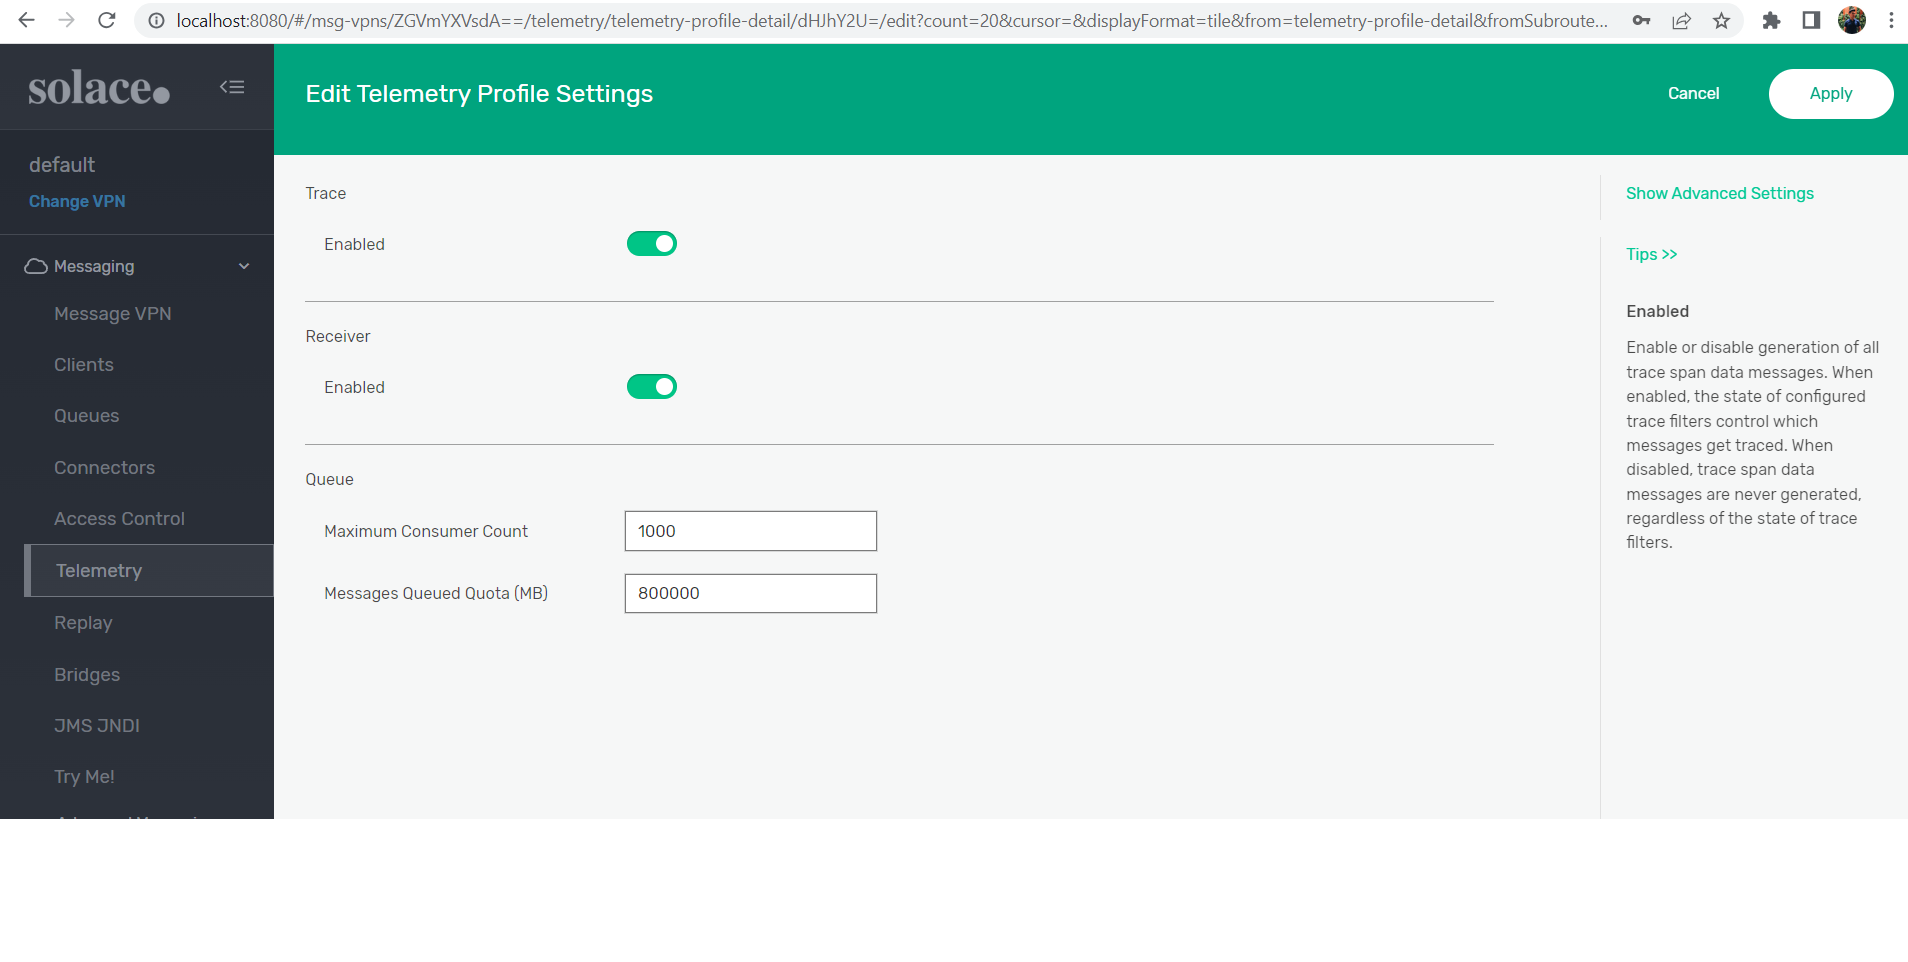 localhost:8080/#/msg-vpns/ZGVmYXVsdA==/telemetry/telemetry-profile-detail/dHJhY2U=/edit?count=20&cursor=&displayFormat=tile&from=telemetry-profile-detail&fromSubroute...
solace.
Edit Telemetry Profile Settings
Cancel
Apply
default
Change VPN
Messaging
Message VPN
Clients
Queues
Connectors
Access Control
Telemetry
Replay
Bridges
JMS JNDI
Try Me!
Trace
Enabled
Receiver
Enabled
Queue
Maximum Consumer Count
1000
Messages Queued Quota (MB)
800000
Show Advanced Settings
Tips >>
Enabled
Enable or disable generation of all
trace span data messages. When
enabled, the state of configured
trace filters control which
messages get traced. When
disabled, trace span data
messages are never generated,
regardless of the state of trace
filters.